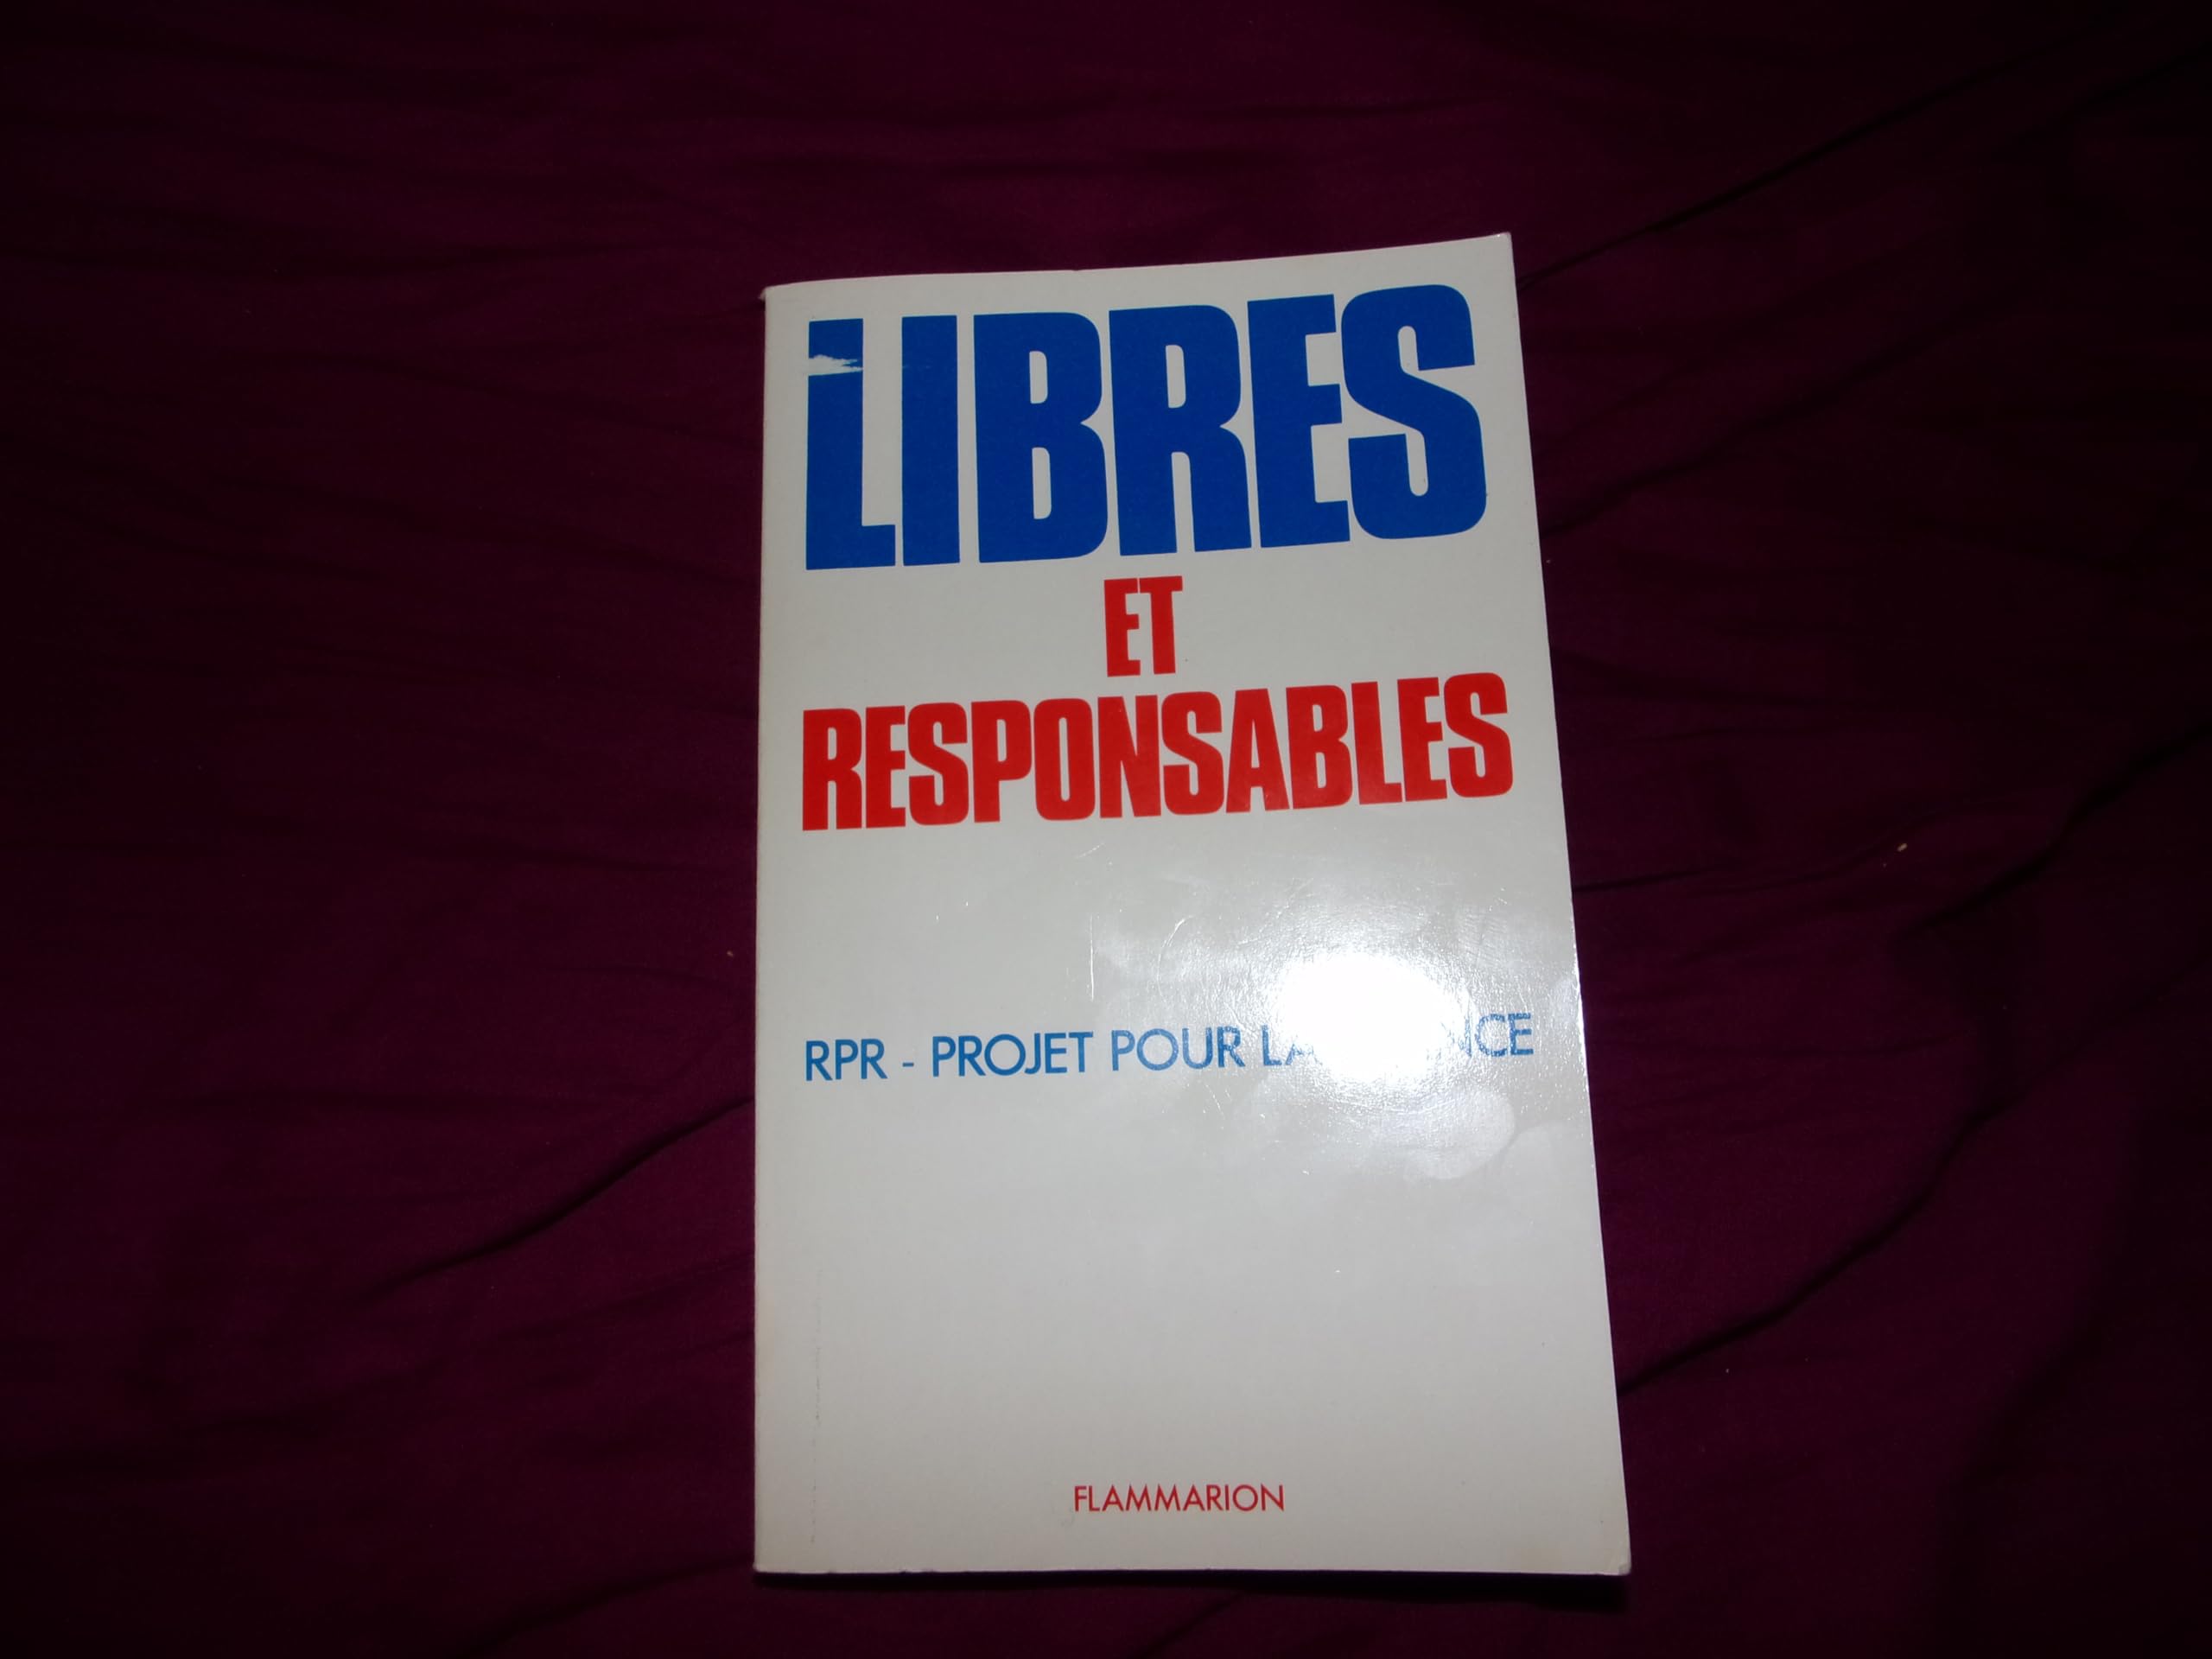 LIBRES
ET
RESPONSABLES
RPR - PROJET POUR LA
FLAMMARION